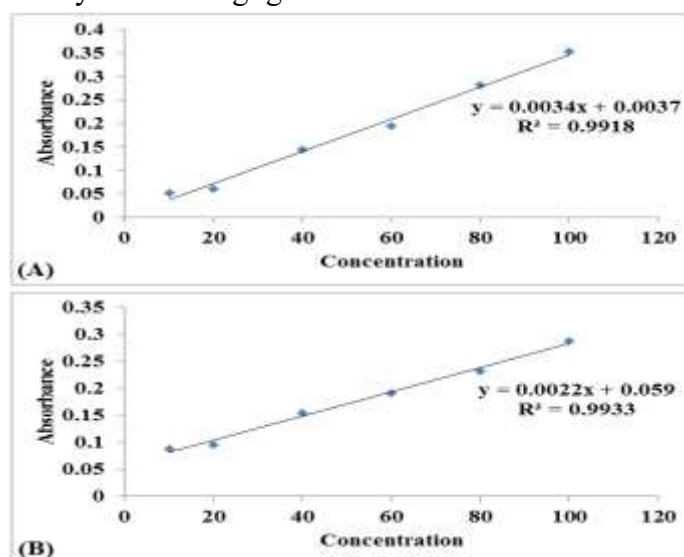 0.4
0.35
0.3
0.25
0.2
0.15
0.1
0.05
0
Absorbance
y = 0.0034x + 0.0037
R² = 0.9918
0 20 40 60 80 100 120
Concentration
(A)
0.35
0.3
0.25
0.2
0.15
0.1
0.05
0
Absorbance
y = 0.0022x + 0.059
R² = 0.9933
0 20 40 60 80 100 120
Concentration
(B)